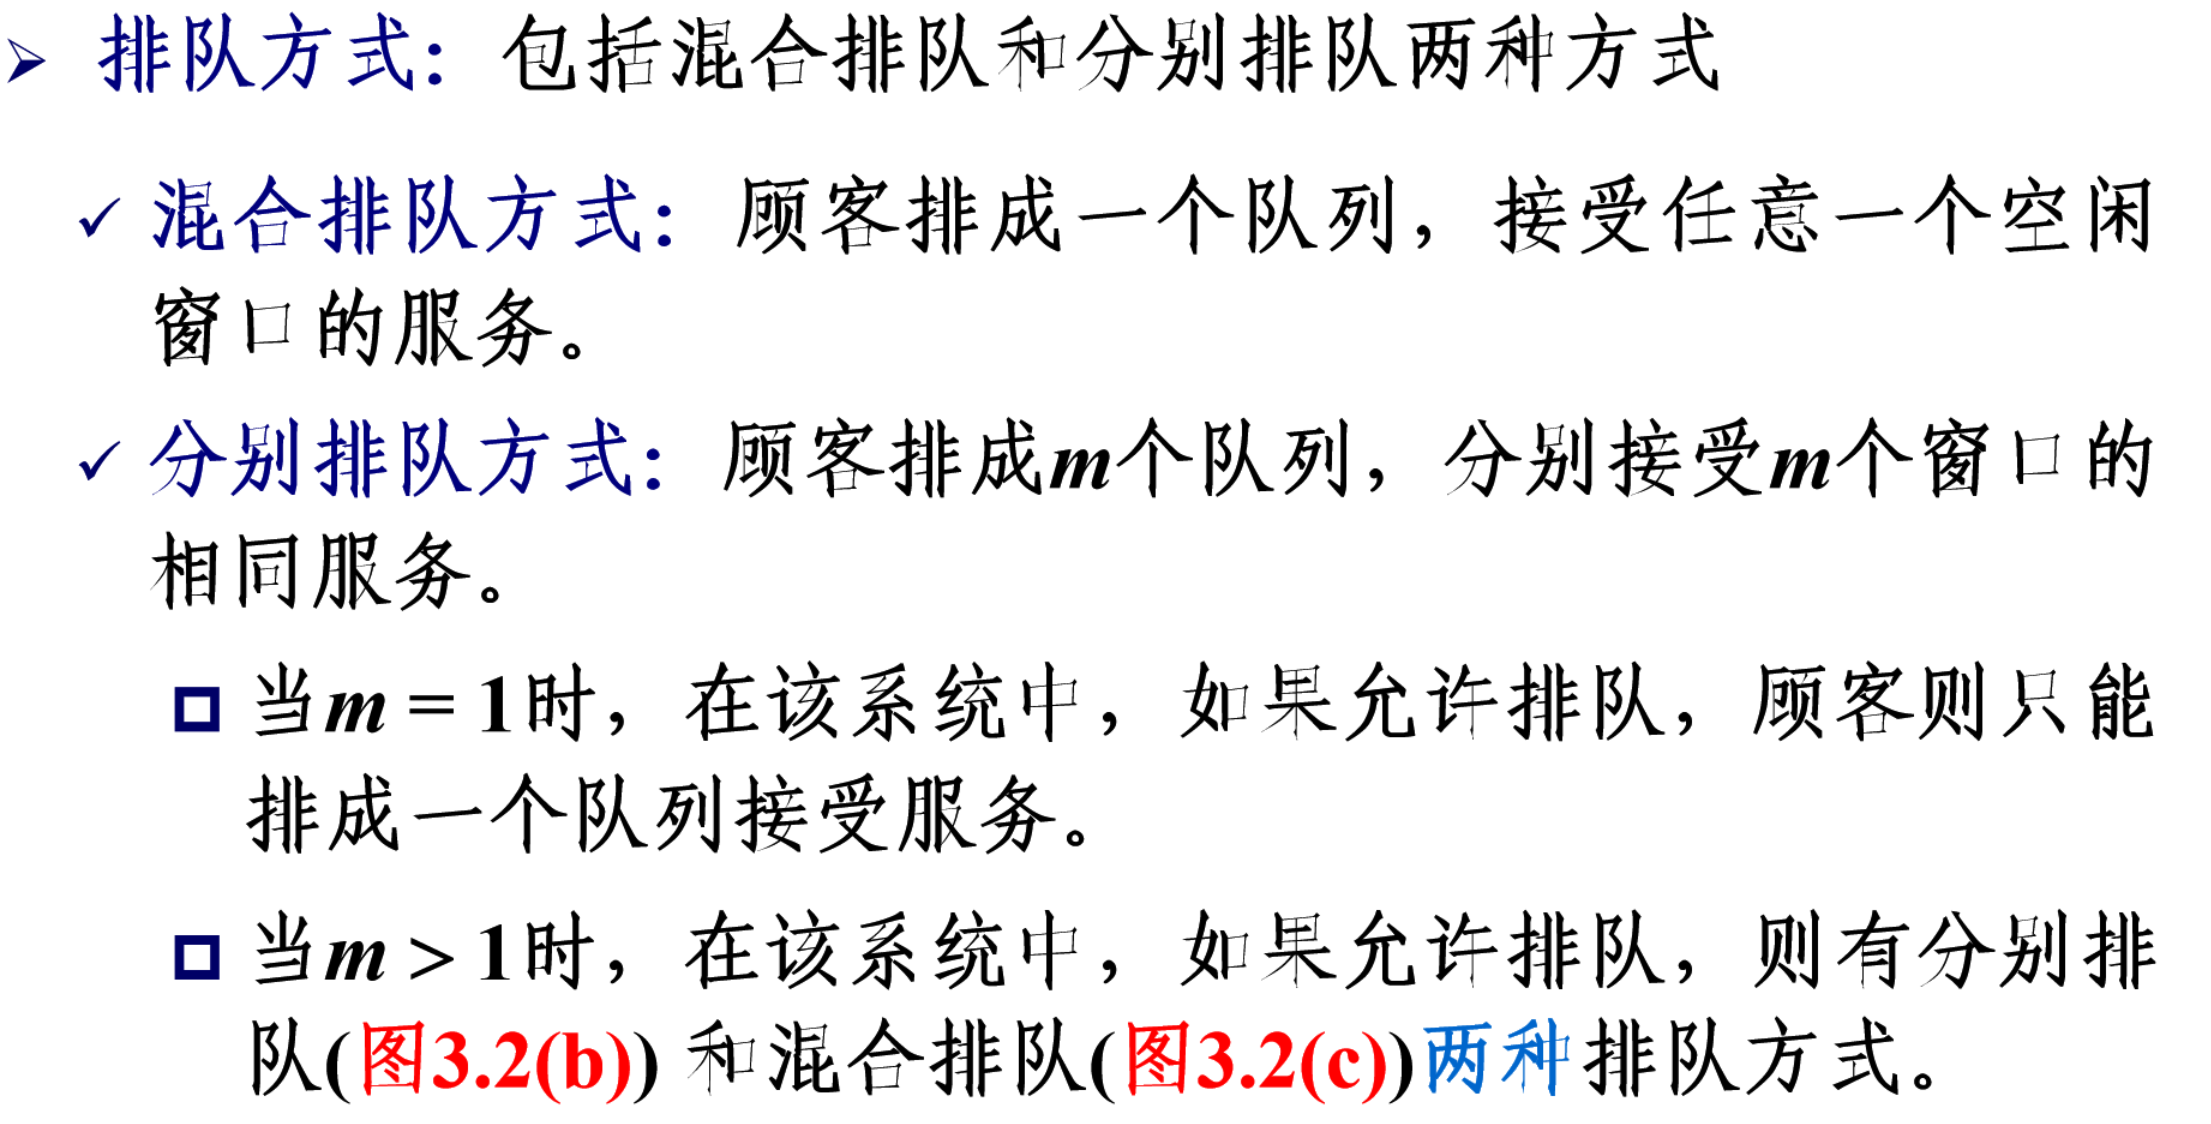 ➢ 排队方式：包括混合排队和分别排队两种方式
✓ 混合排队方式：顾客排成一个队列，接受任意一个空闲
窗口的服务。
✓ 分别排队方式：顾客排成m个队列，分别接受m个窗口的
相同服务。
当m = 1时，在该系统中，如果允许排队，顾客则只能
排成一个队列接受服务。
当m > 1时，在该系统中，如果允许排队，则有分别排
队(图3.2(b)) 和混合排队(图3.2(c))两种排队方式。